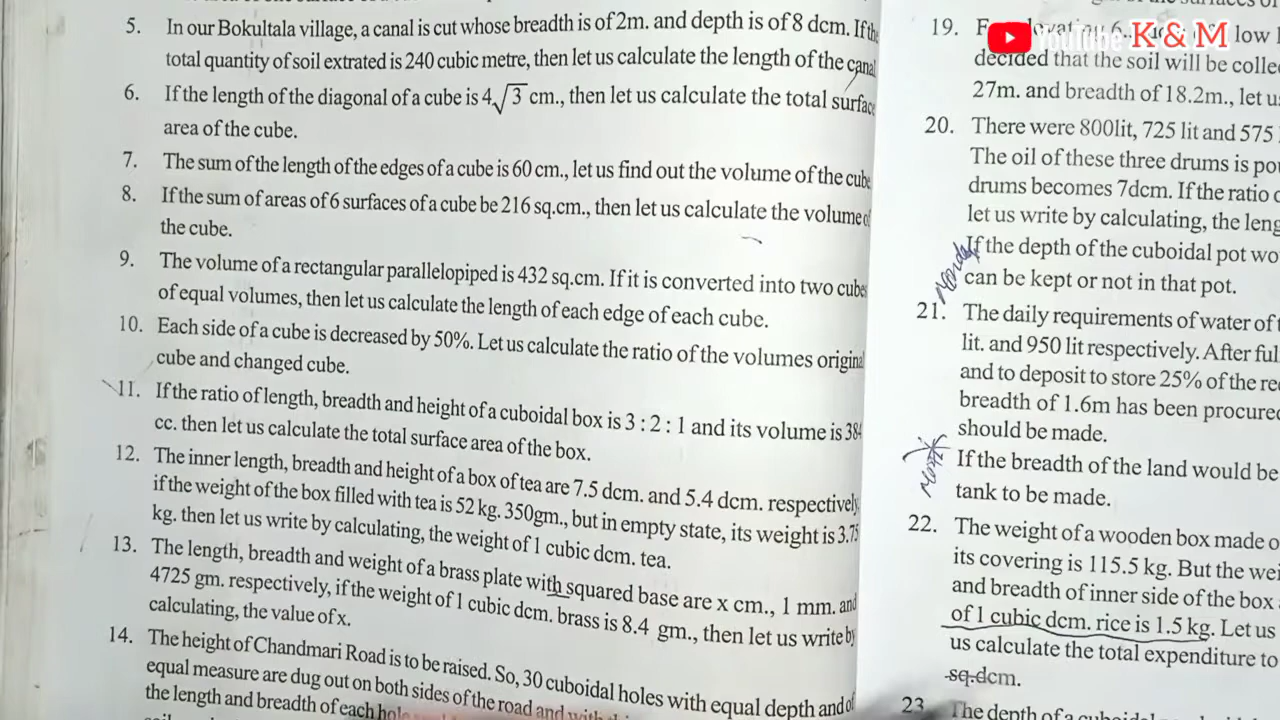 5. In our Bokultala village, a canal is cut whose breadth is of 2m. and depth is of 8 dcm. If the
total quantity of soil extrated is 240 cubic metre, then let us calculate the length of the canal
6. If the length of the diagonal of a cube is 4√3 cm., then let us calculate the total surface
area of the cube.
7. The sum of the length of the edges of a cube is 60 cm., let us find out the volume of the cube
8. If the sum of areas of 6 surfaces of a cube be 216 sq.cm., then let us calculate the volume of
the cube.
9. The volume of a rectangular parallelopiped is 432 sq.cm. If it is converted into two cubes
of equal volumes, then let us calculate the length of each edge of each cube.
10. Each side of a cube is decreased by 50%. Let us calculate the ratio of the volumes original
cube and changed cube.
11. If the ratio of length, breadth and height of a cuboidal box is 3 : 2 : 1 and its volume is 384
cc. then let us calculate the total surface area of the box.
12. The inner length, breadth and height of a box of tea are 7.5 dcm. and 5.4 dcm. respectively
if the weight of the box filled with tea is 52 kg. 350gm., but in empty state, its weight is 3.75
kg. then let us write by calculating, the weight of 1 cubic dcm. tea.
13. The length, breadth and weight of a brass plate with squared base are x cm., 1 mm. and
4725 gm. respectively, if the weight of 1 cubic dcm. brass is 8.4 gm., then let us write by
calculating, the value of x.
14. The height of Chandmari Road is to be raised. So, 30 cuboidal holes with equal depth and of
equal measure are dug out on both sides of the road and with
the length and breadth of each hole
YouTube K & M
19. low
decided that the soil will be colle
27m. and breadth of 18.2m., let u
20. There were 800lit, 725 lit and 575
The oil of these three drums is po
drums becomes 7dcm. If the ratio
let us write by calculating, the leng
If the depth of the cuboidal pot wo
can be kept or not in that pot.
21. The daily requirements of water of
lit. and 950 lit respectively. After ful
and to deposit to store 25% of the re
breadth of 1.6m has been procured
should be made.
If the breadth of the land would be
tank to be made.
22. The weight of a wooden box made o
its covering is 115.5 kg. But the wei
and breadth of inner side of the box
of 1 cubic dcm. rice is 1.5 kg. Let us
us calculate the total expenditure to
sq.dcm.
23. The depth of a cuboidal